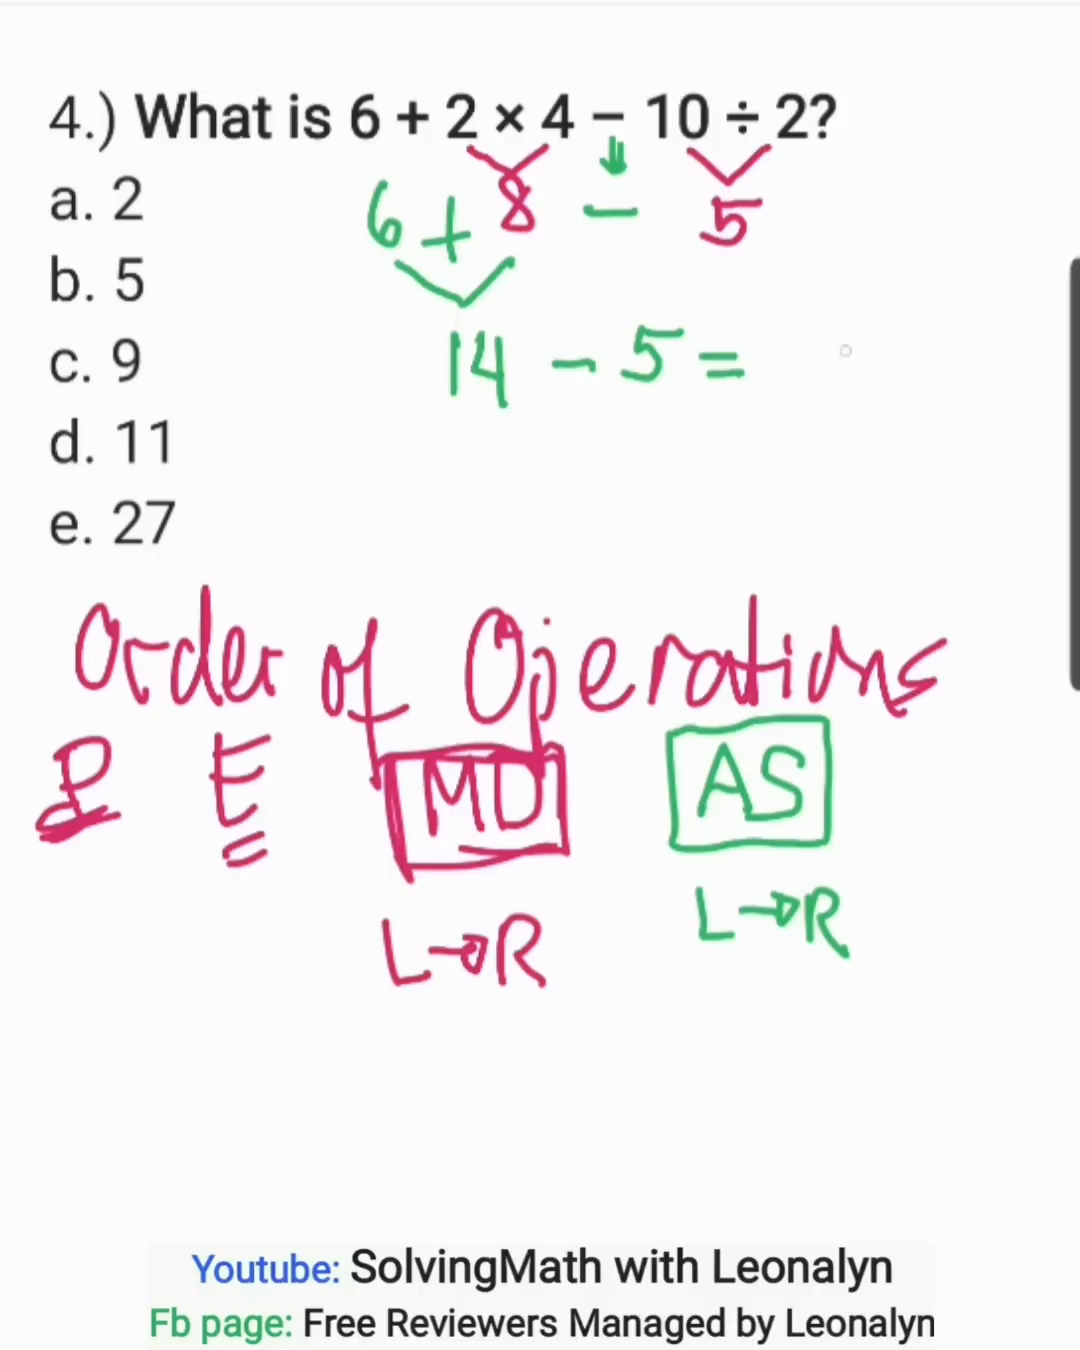 4.) What is 6 + 2 × 4 − 10 ÷ 2?
a. 2
6 + 8 − 5
b. 5
c. 9
14 − 5 =
d. 11
e. 27
Order of Operations
P E MD AS
L→R L→R
Youtube: SolvingMath with Leonalyn
Fb page: Free Reviewers Managed by Leonalyn